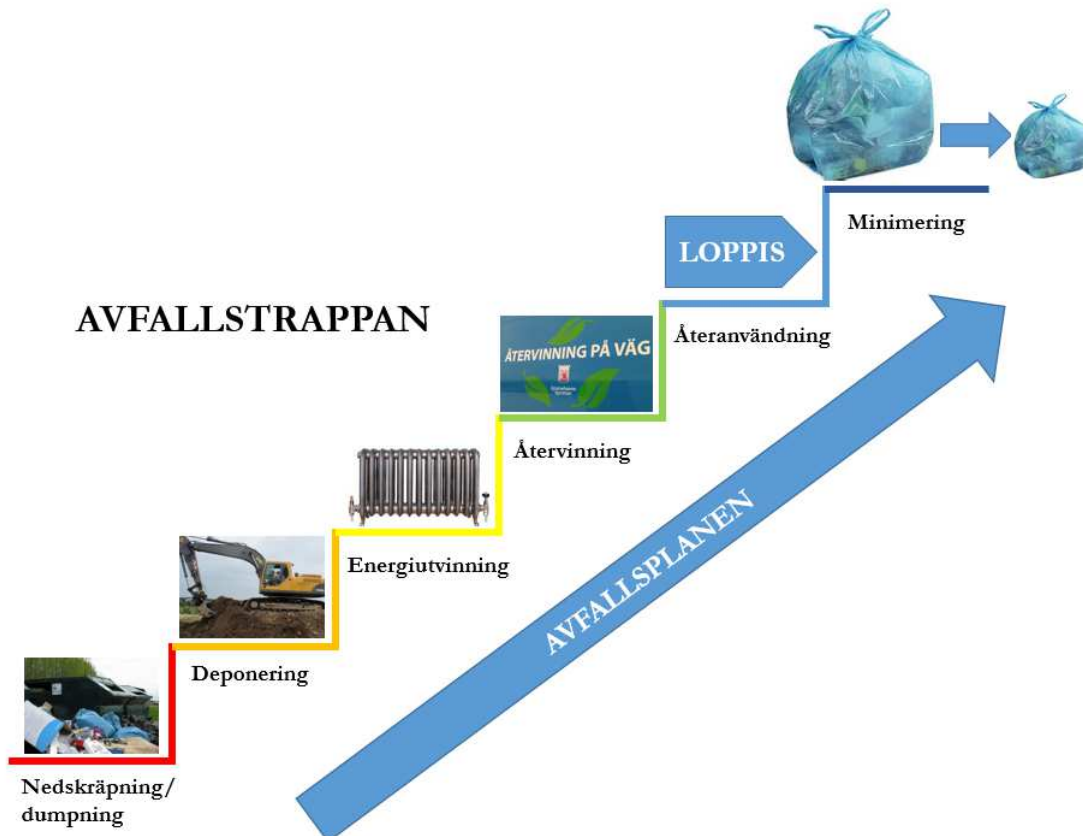 LOPPIS
Minimering
AVFALLSTRAPPAN
ÅTERVINNING PÅ VÄG
Återanvändning
Återvinning
Energiutvinning
AVFALLSPLANEN
Deponering
Nedskräpning/
dumpning